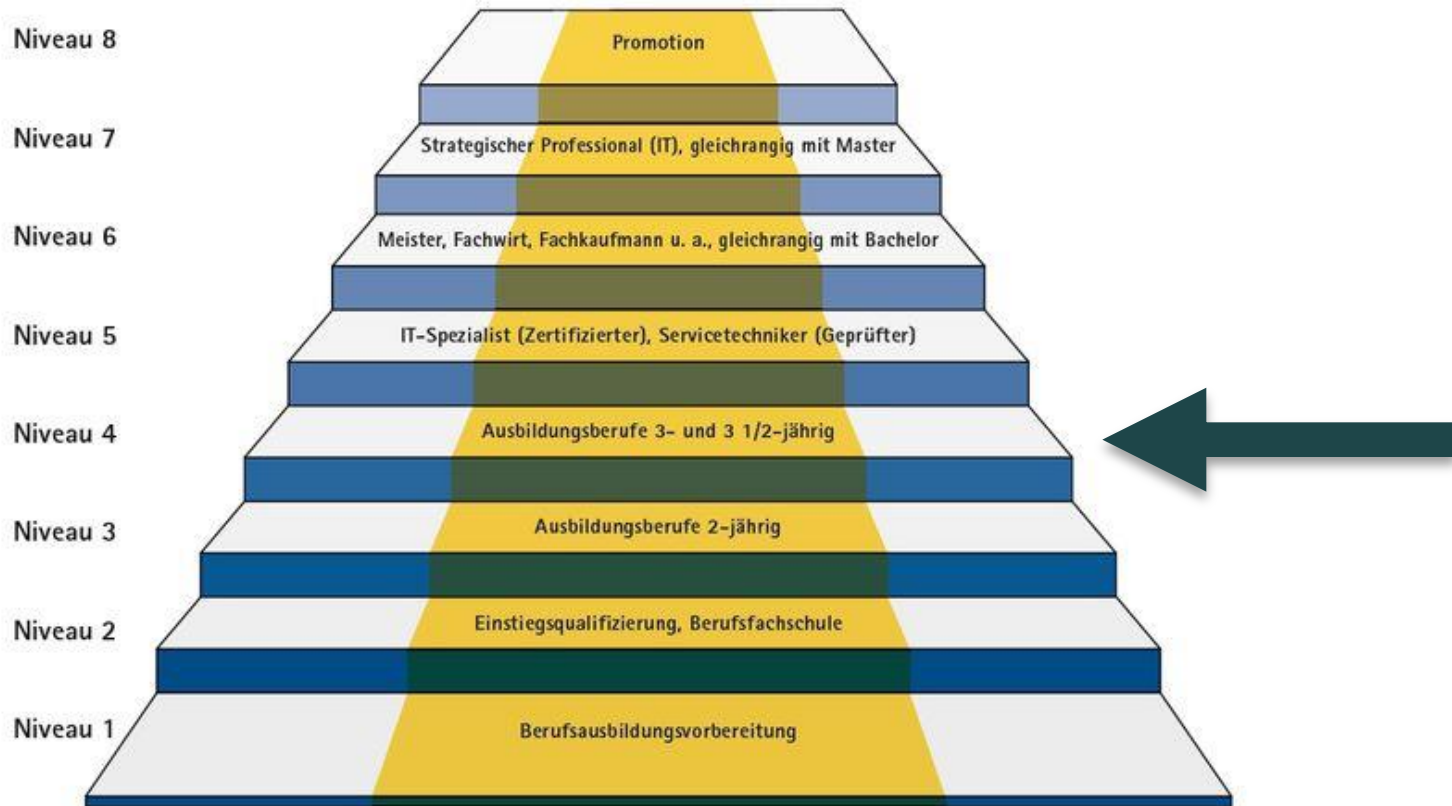 Niveau 8
Promotion
Niveau 7
Strategischer Professional (IT), gleichrangig mit Master
Niveau 6
Meister, Fachwirt, Fachkaufmann u. a., gleichrangig mit Bachelor
Niveau 5
IT-Spezialist (Zertifizierter), Servicetechniker (Geprüfter)
Niveau 4
Ausbildungsberufe 3- und 3 1/2-jährig
Niveau 3
Ausbildungsberufe 2-jährig
Niveau 2
Einstiegsqualifizierung, Berufsfachschule
Niveau 1
Berufsausbildungsvorbereitung